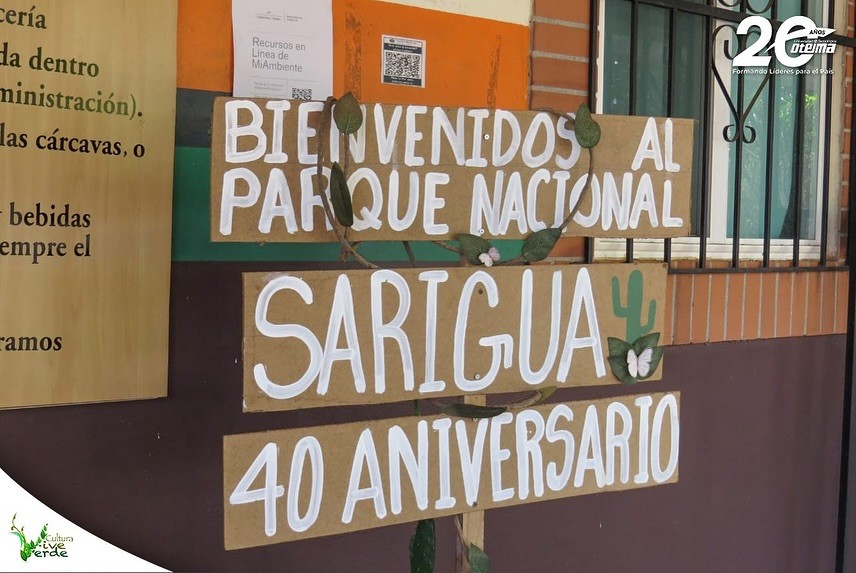 cería
da dentro
ministración).
las cárcavas, o
bebidas
empre el
ramos
Recursos en
Línea de
MiAmbiente
20 AÑOS
Oteima
Formando Líderes para el País
BIENVENIDOS AL
PARQUE NACIONAL
SARIGUA
40 ANIVERSARIO
Cultura
Vive
Verde